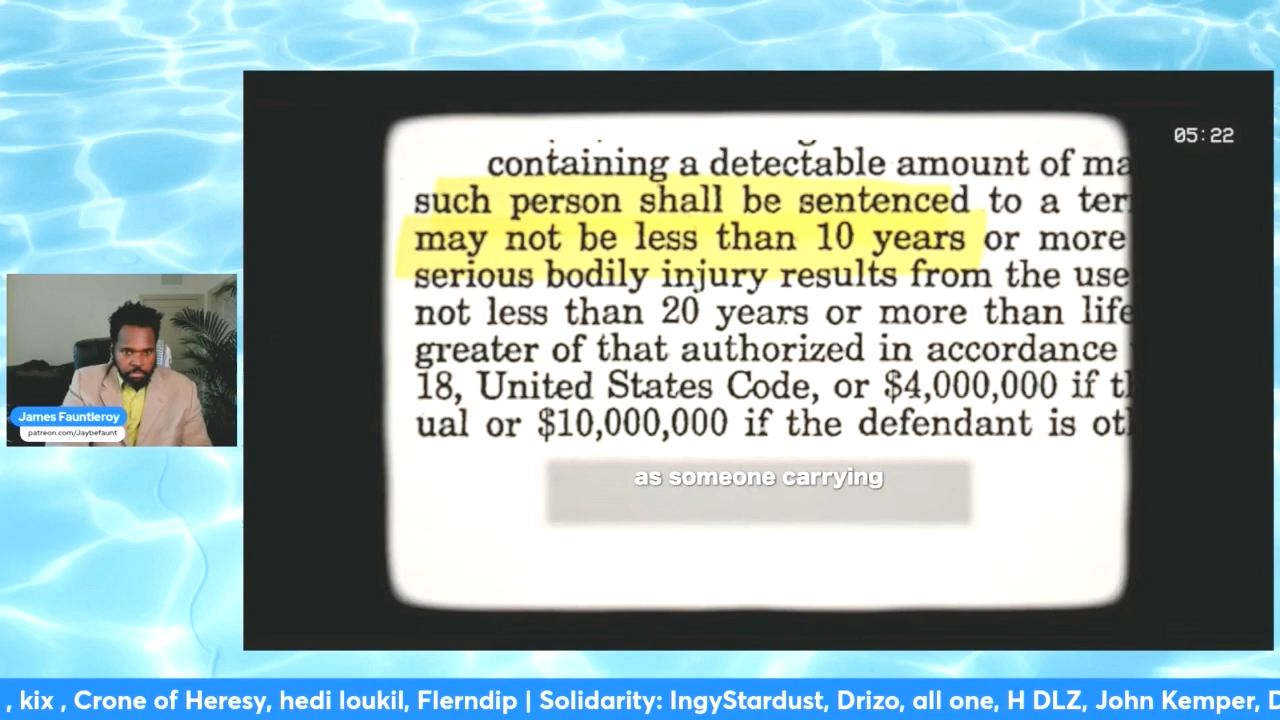 05:22
containing a detectable amount of ma
such person shall be sentenced to a ter
may not be less than 10 years or more
serious bodily injury results from the use
not less than 20 years or more than life
greater of that authorized in accordance
18, United States Code, or $4,000,000 if th
ual or $10,000,000 if the defendant is oth
as someone carrying
James Fauntleroy
patreon.com/Jaybefaunt
, kix , Crone of Heresy, hedi loukil, Flerndip | Solidarity: IngyStardust, Drizo, all one, H DLZ, John Kemper, D